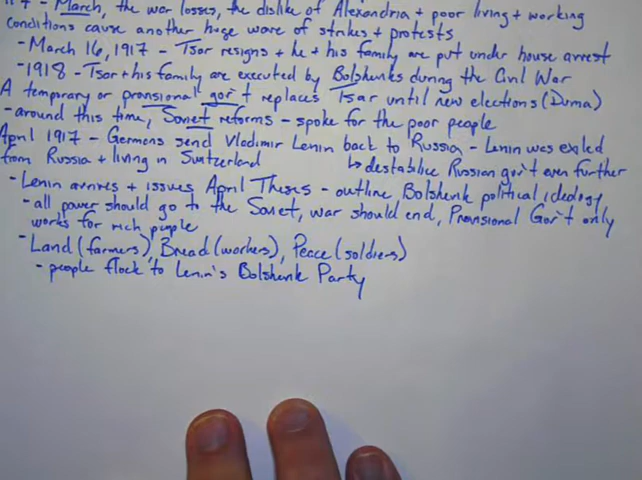 - March, the war losses, the dislike of Alexandria + poor living + working
conditions cause another huge wave of strikes + protests
- March 16, 1917 - Tsar resigns + he + his family are put under house arrest
- 1918 - Tsar + his family are executed by Bolsheviks during the Civil War
A temporary or provisional gov't replaces Tsar until new elections (Duma)
- around this time, Soviet reforms - spoke for the poor people
April 1917 - Germans send Vladimir Lenin back to Russia - Lenin was exiled
from Russia + living in Switzerland ↳ destabilize Russian gov't even further
- Lenin arrives + issues April Theses - outline Bolshevik political ideology
- all power should go to the Soviet, war should end, Provisional Gov't only
works for rich people
- Land (farmers), Bread (workers), Peace (soldiers)
- people flock to Lenin's Bolshevik Party